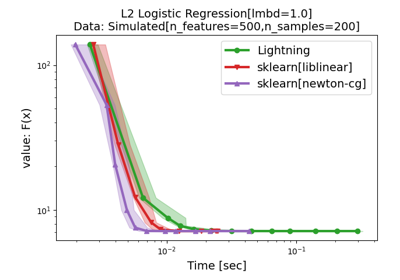 L2 Logistic Regression[lmbd=1.0]
Data: Simulated[n_features=500,n_samples=200]
Lightning
sklearn[liblinear]
sklearn[newton-cg]
value: F(x)
10²
10¹
10⁻²
10⁻¹
Time [sec]